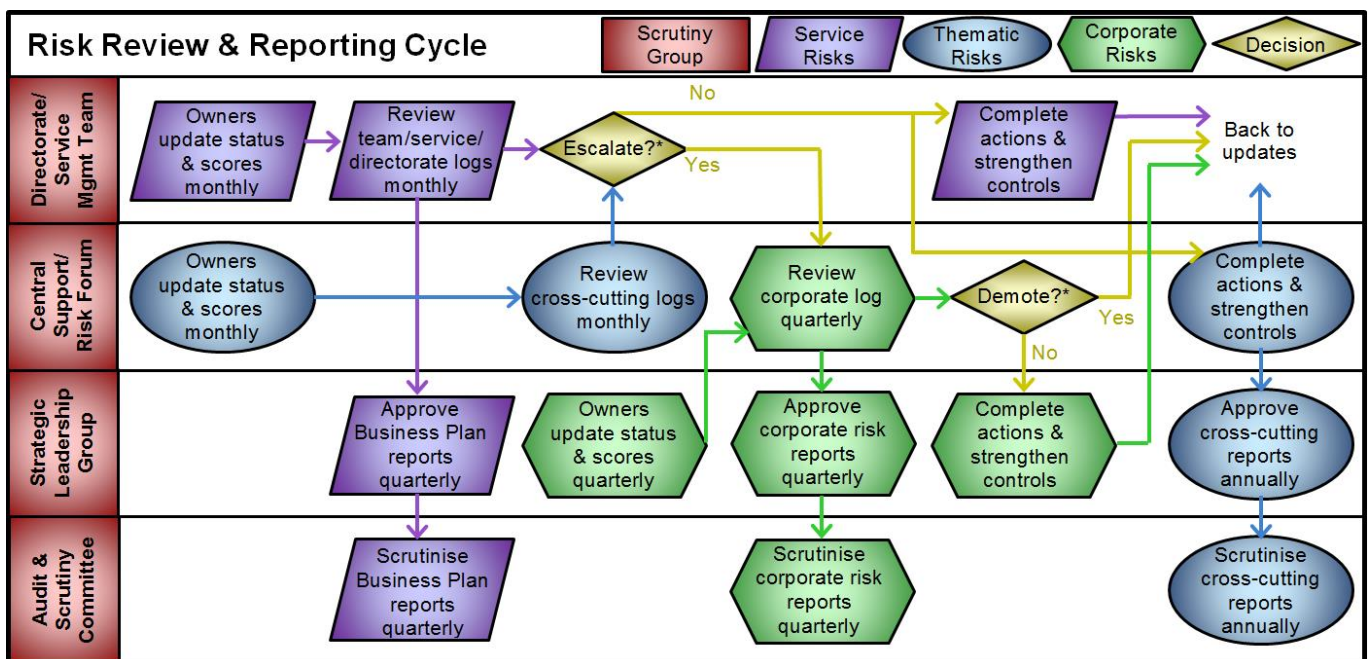 Risk Review & Reporting Cycle
Scrutiny
Group
Service
Risks
Thematic
Risks
Corporate
Risks
Decision
Directorate/
Service
Mgmt Team
Owners
update status
& scores
monthly
Review
team/service/
directorate logs
monthly
Escalate?*
No
Yes
Complete
actions &
strengthen
controls
Back to
updates
Central
Support/
Risk Forum
Owners
update status
& scores
monthly
Review
cross-cutting logs
monthly
Review
corporate log
quarterly
Demote?*
Yes
No
Complete
actions &
strengthen
controls
Strategic
Leadership
Group
Approve
Business Plan
reports
quarterly
Owners
update status
& scores
quarterly
Approve
corporate risk
reports
quarterly
Complete
actions &
strengthen
controls
Approve
cross-cutting
reports
annually
Audit &
Scrutiny
Committee
Scrutinise
Business Plan
reports
quarterly
Scrutinise
corporate risk
reports
quarterly
Scrutinise
cross-cutting
reports
annually